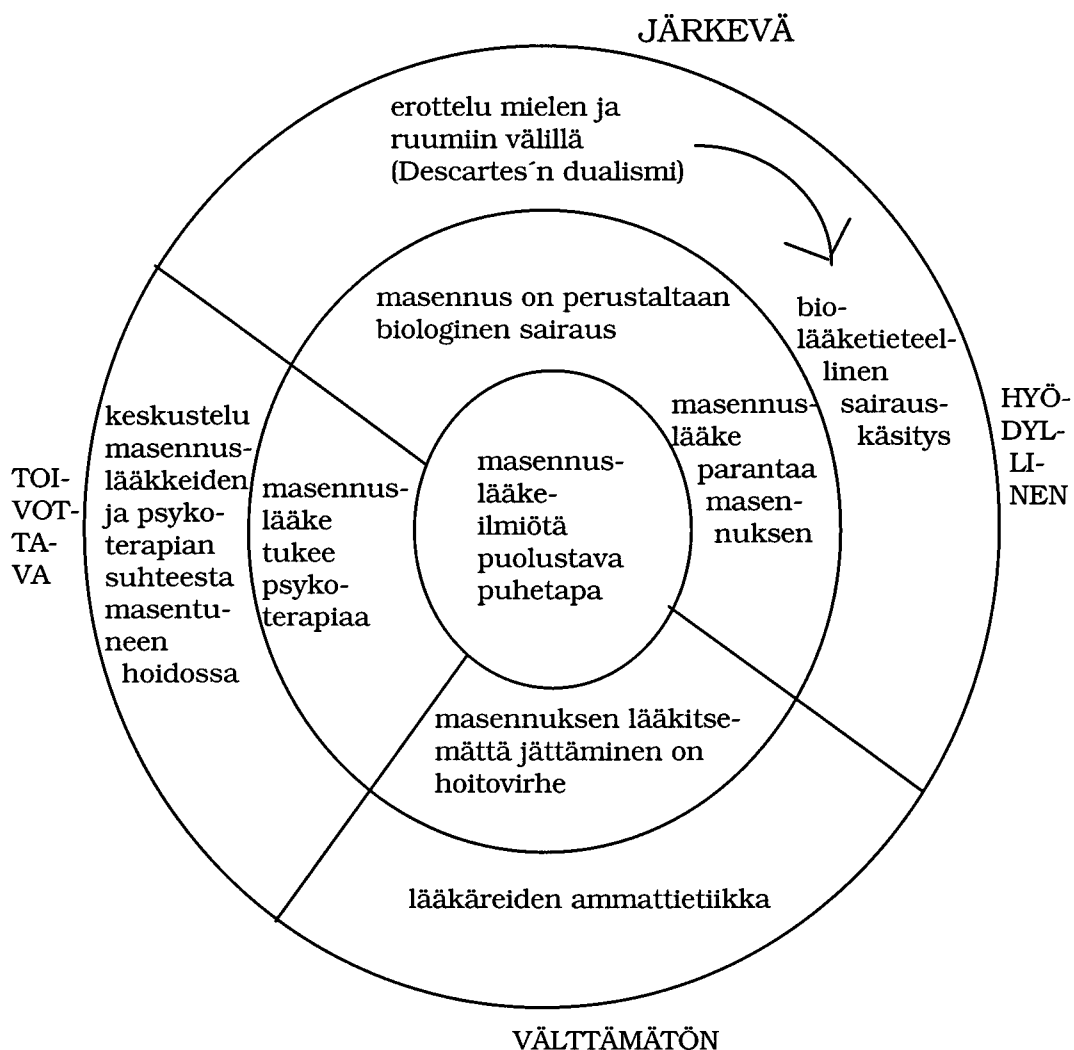 JÄRKEVÄ
erottelu mielen ja
ruumiin välillä
(Descartes´n dualismi)
masennus on perustaltaan
biologinen sairaus
bio-
lääketieteel-
linen
sairaus-
käsitys
HYÖ-
DYL-
LI-
NEN
masennus-
lääke
parantaa
masen-
nuksen
masennus-
lääke-
ilmiötä
puolustava
puhetapa
TOI-
VOT-
TA-
VA
keskustelu
masennus-
lääkkeiden
ja psyko-
terapian
suhteesta
masentu-
neen
hoidossa
masennus-
lääke
tukee
psyko-
terapiaa
masennuksen lääkitse-
mättä jättäminen on
hoitovirhe
lääkäreiden ammattietiikka
VÄLTTÄMÄTÖN